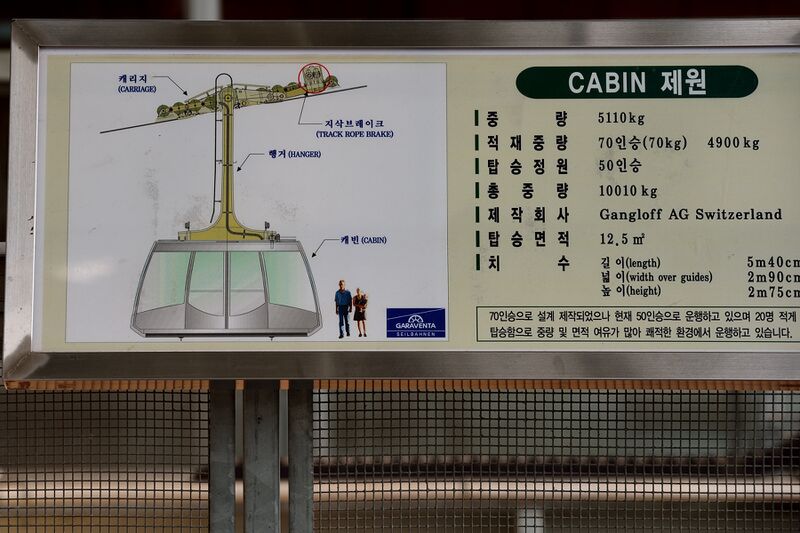 캐리지
(CARRIAGE)
지삭브레이크
(TRACK ROPE BRAKE)
행거 (HANGER)
캐빈 (CABIN)
GARAVENTA
SEILBAHNEN
CABIN 제원
중 량 5110kg
적재중량 70인승(70kg) 4900kg
탑승정원 50인승
총 중 량 10010kg
제작회사 Gangloff AG Switzerland
탑승면적 12.5㎡
치 수 길이(length) 5m40cm
넓이(width over guides) 2m90c
높이(height) 2m75cm
70인승으로 설계 제작되었으나 현재 50인승으로 운행하고 있으며 20명 적게
탑승함으로 중량 및 면적 여유가 많아 쾌적한 환경에서 운행하고 있습니다.